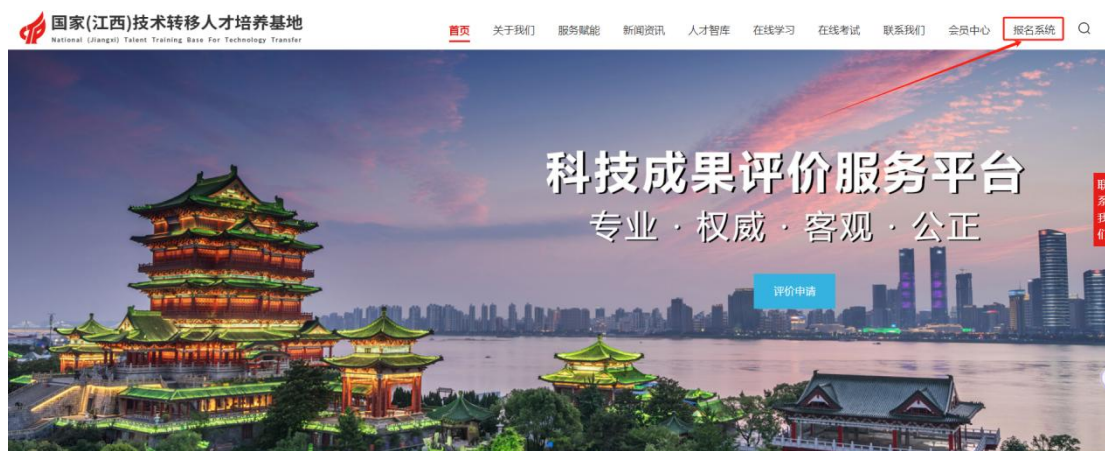 国家(江西)技术转移人才培养基地
National (Jiangxi) Talent Training Base For Technology Transfer
首页 关于我们 服务赋能 新闻资讯 人才智库 在线学习 在线考试 联系我们 会员中心 报名系统
科技成果评价服务平台
专业 · 权威 · 客观 · 公正
评价申请
联系我们